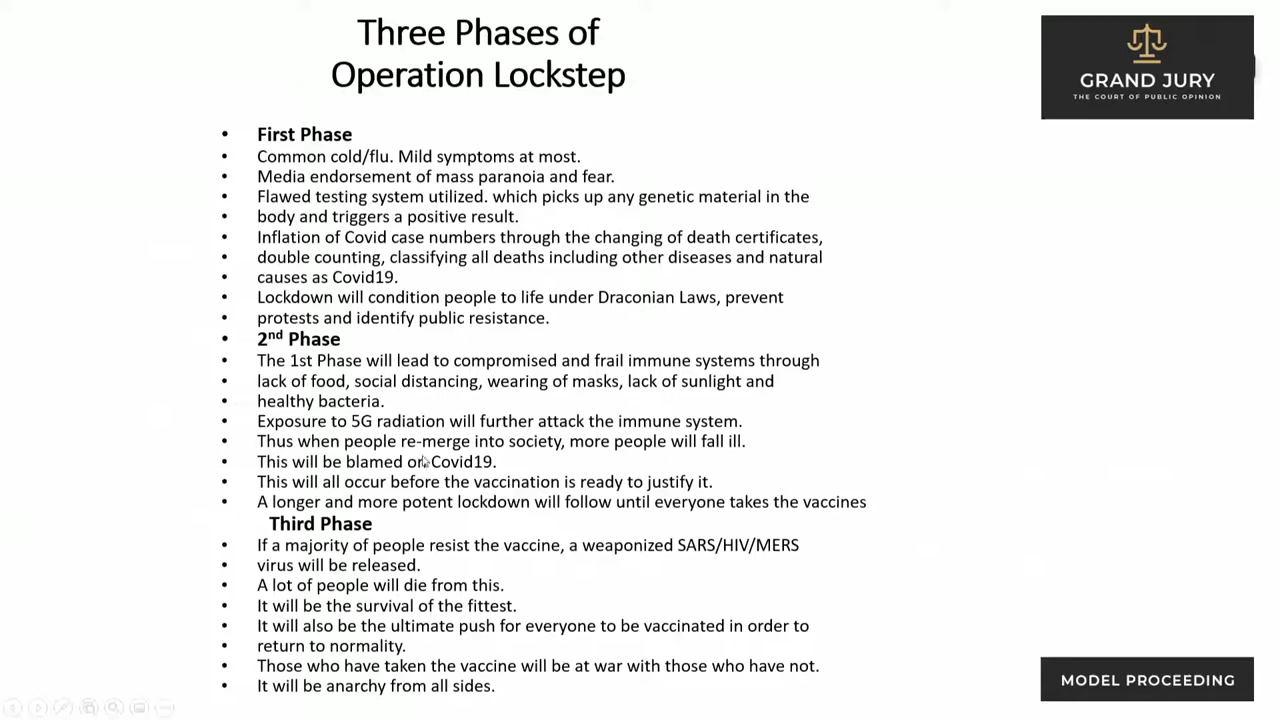 Three Phases of
Operation Lockstep
GRAND JURY
THE COURT OF PUBLIC OPINION
• First Phase
• Common cold/flu. Mild symptoms at most.
• Media endorsement of mass paranoia and fear.
• Flawed testing system utilized. which picks up any genetic material in the
• body and triggers a positive result.
• Inflation of Covid case numbers through the changing of death certificates,
• double counting, classifying all deaths including other diseases and natural
• causes as Covid19.
• Lockdown will condition people to life under Draconian Laws, prevent
• protests and identify public resistance.
• 2nd Phase
• The 1st Phase will lead to compromised and frail immune systems through
• lack of food, social distancing, wearing of masks, lack of sunlight and
• healthy bacteria.
• Exposure to 5G radiation will further attack the immune system.
• Thus when people re-merge into society, more people will fall ill.
• This will be blamed on Covid19.
• This will all occur before the vaccination is ready to justify it.
• A longer and more potent lockdown will follow until everyone takes the vaccines
Third Phase
• If a majority of people resist the vaccine, a weaponized SARS/HIV/MERS
• virus will be released.
• A lot of people will die from this.
• It will be the survival of the fittest.
• It will also be the ultimate push for everyone to be vaccinated in order to
• return to normality.
• Those who have taken the vaccine will be at war with those who have not.
• It will be anarchy from all sides.
MODEL PROCEEDING